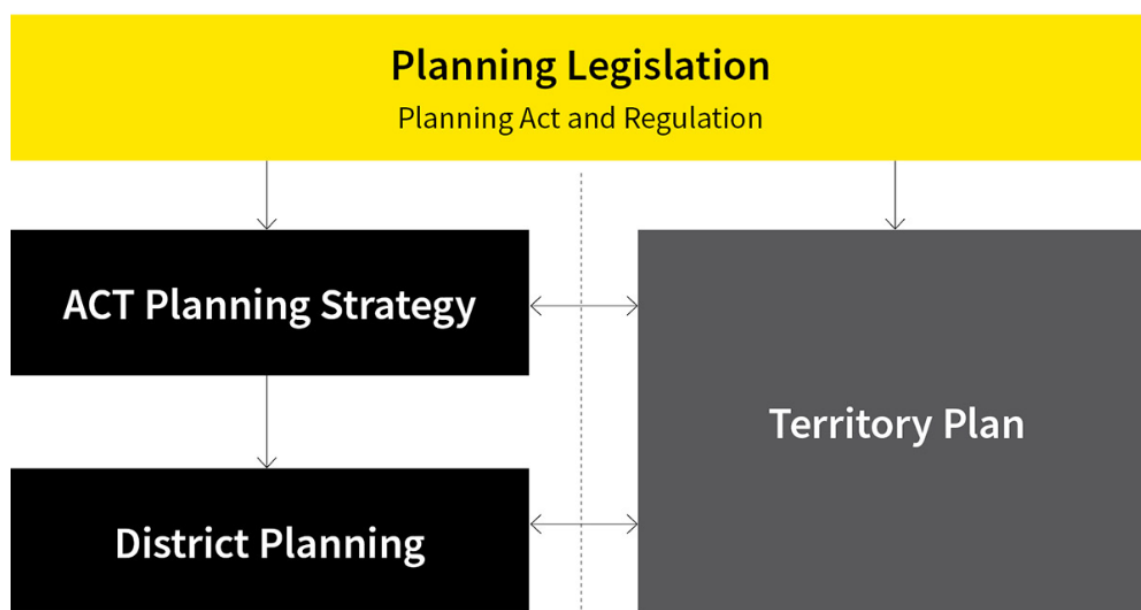 Planning Legislation
Planning Act and Regulation
ACT Planning Strategy
Territory Plan
District Planning